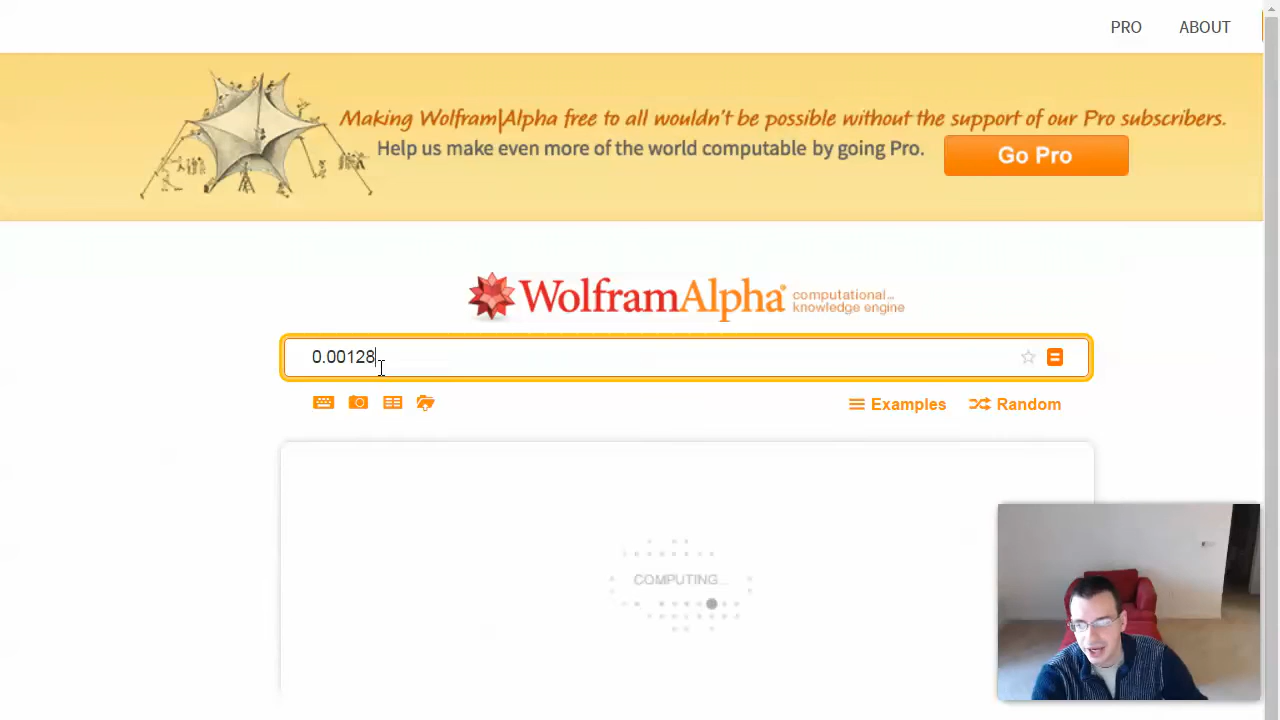 PRO ABOUT
Making Wolfram|Alpha free to all wouldn't be possible without the support of our Pro subscribers.
Help us make even more of the world computable by going Pro. Go Pro
WolframAlpha computational...
knowledge engine
0.00128
Examples Random
COMPUTING...